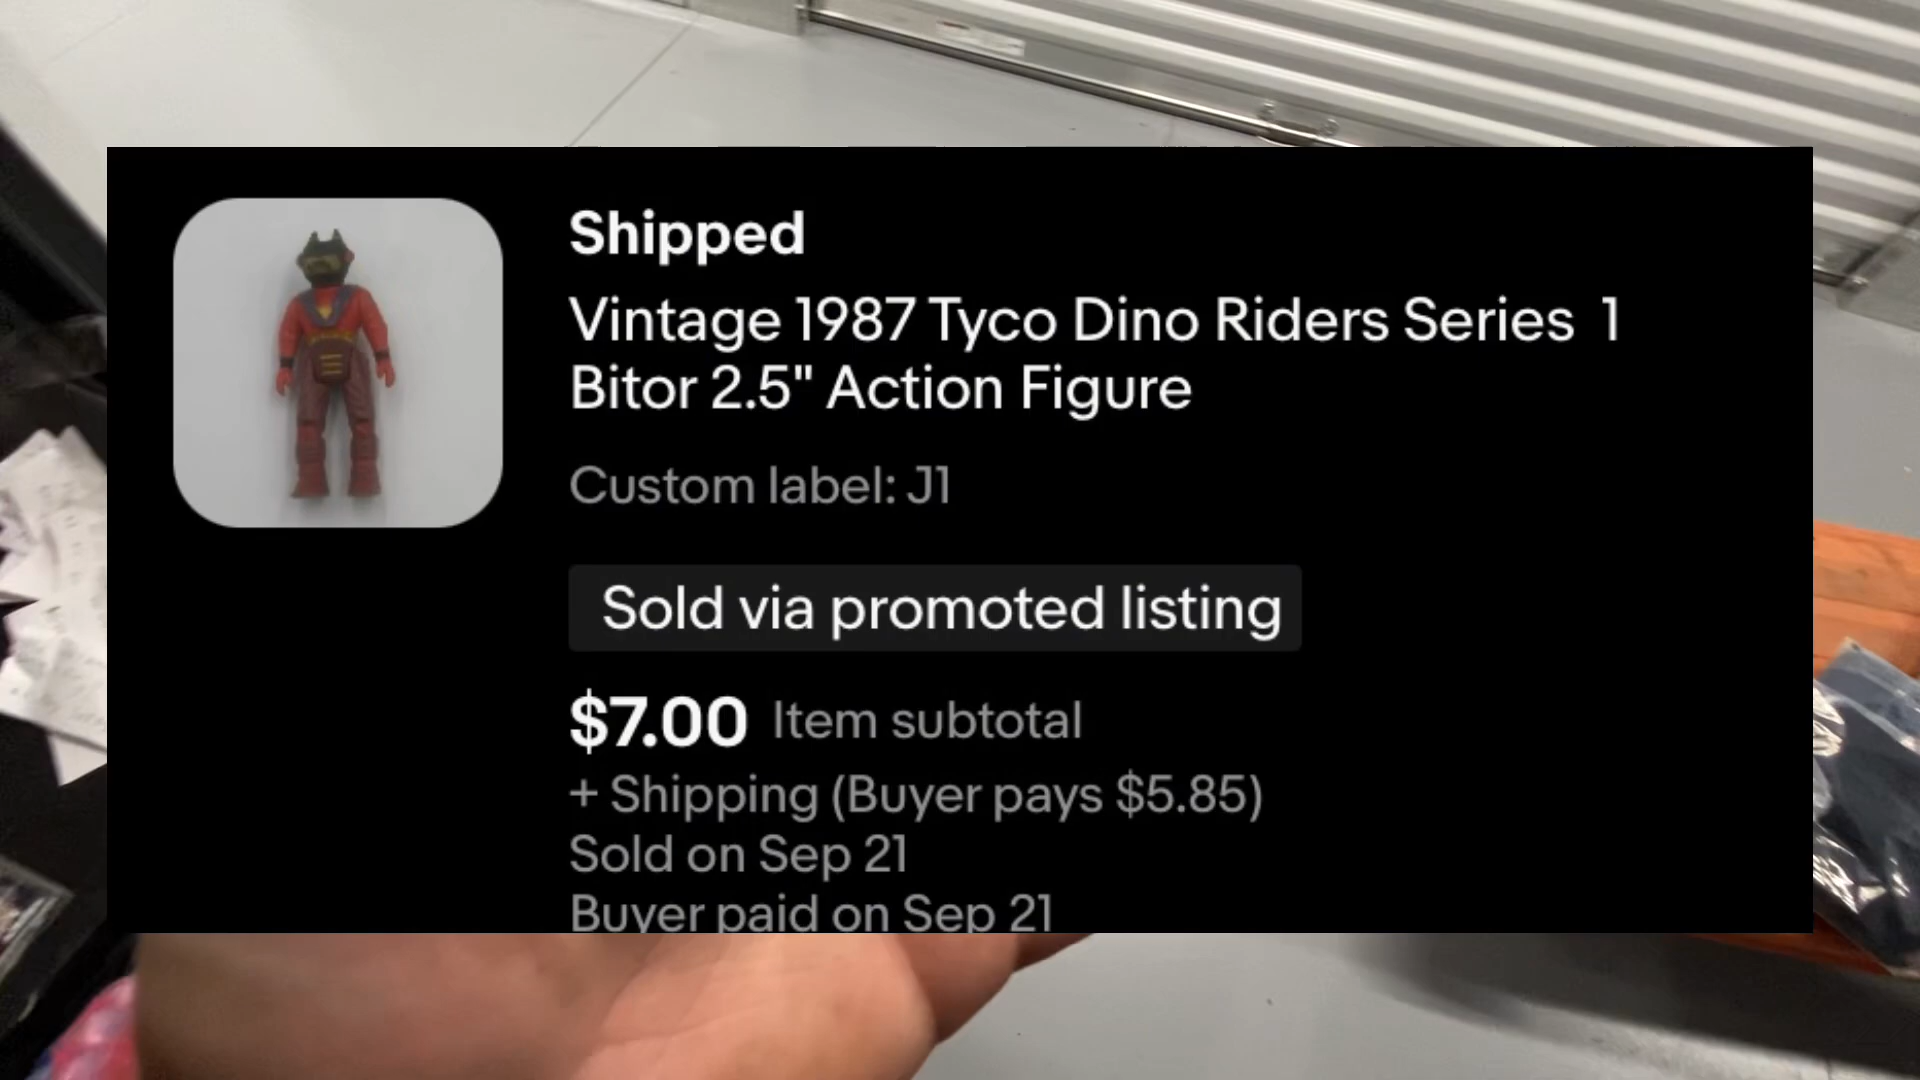 Shipped
Vintage 1987 Tyco Dino Riders Series 1
Bitor 2.5" Action Figure
Custom label: J1
Sold via promoted listing
$7.00 Item subtotal
+ Shipping (Buyer pays $5.85)
Sold on Sep 21
Buyer paid on Sep 21